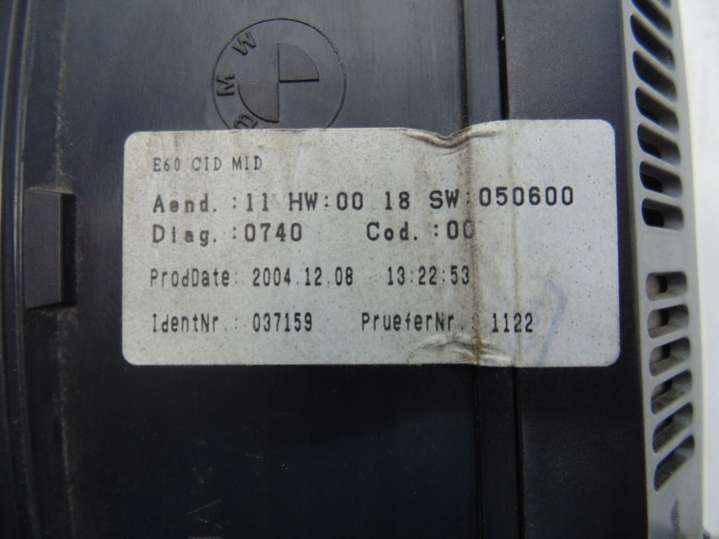 BMW
E60 CID MID
Aend.:11 HW:00 18 SW:050600
Diag.:0740 Cod.:00
ProdDate: 2004.12.08 13:22:53
IdentNr.: 037159 PrueferNr.: 1122